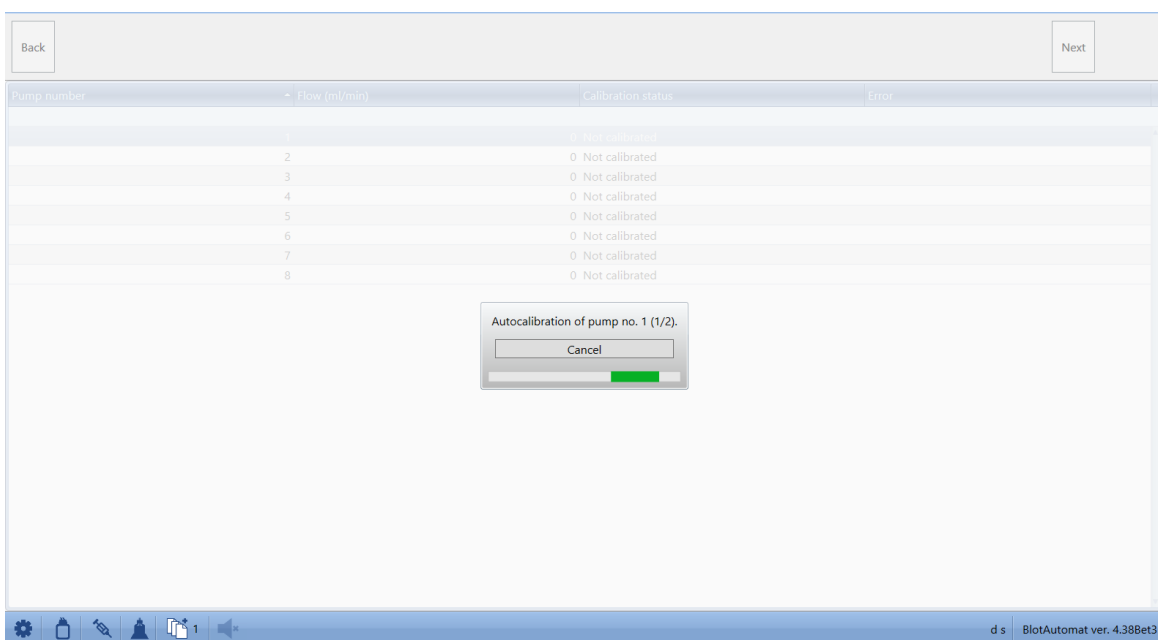 Back
Next
Pump number Flow (ml/min) Calibration status Error
1 0 Not calibrated
2 0 Not calibrated
3 0 Not calibrated
4 0 Not calibrated
5 0 Not calibrated
6 0 Not calibrated
7 0 Not calibrated
8 0 Not calibrated
Autocalibration of pump no. 1 (1/2).
Cancel
1
d s BlotAutomat ver. 4.38Bet3